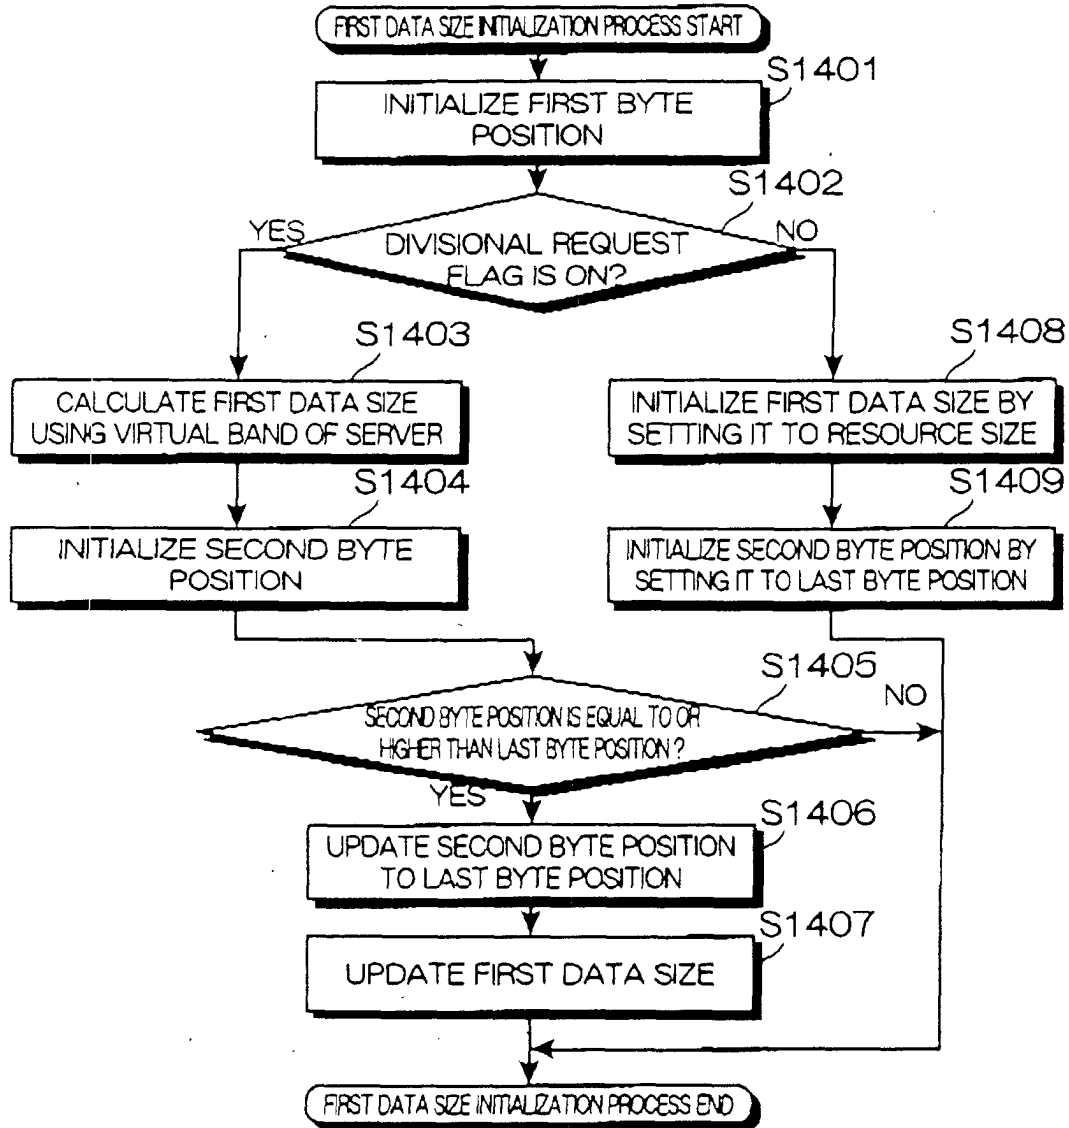 FIRST DATA SIZE INITIALIZATION PROCESS START
S1401
INITIALIZE FIRST BYTE
POSITION
S1402
YES
NO
DIVISIONAL REQUEST
FLAG IS ON?
S1403
S1408
CALCULATE FIRST DATA SIZE
USING VIRTUAL BAND OF SERVER
INITIALIZE FIRST DATA SIZE BY
SETTING IT TO RESOURCE SIZE
S1404
S1409
INITIALIZE SECOND BYTE
POSITION
INITIALIZE SECOND BYTE POSITION BY
SETTING IT TO LAST BYTE POSITION
S1405
NO
SECOND BYTE POSITION IS EQUAL TO OR
HIGHER THAN LAST BYTE POSITION ?
YES
S1406
UPDATE SECOND BYTE POSITION
TO LAST BYTE POSITION
S1407
UPDATE FIRST DATA SIZE
FIRST DATA SIZE INITIALIZATION PROCESS END